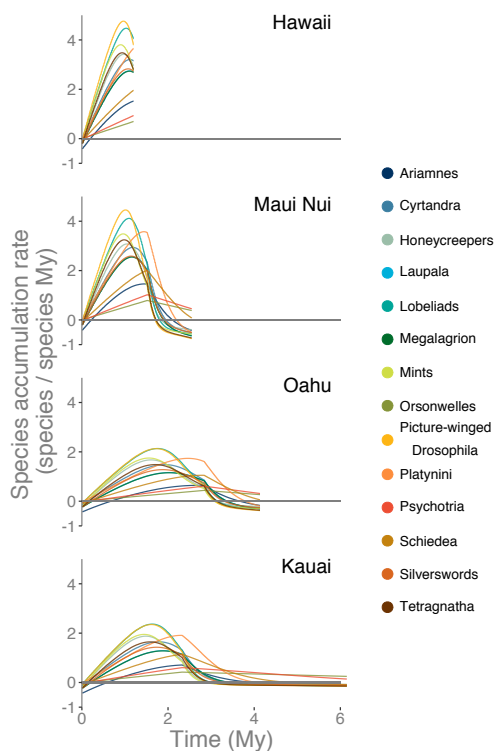 Hawaii
4
2
0
-1
Maui Nui
4
2
0
-1
Oahu
4
2
0
-1
Kauai
4
2
0
-1
0
2
4
6
Time (My)
Species accumulation rate
(species / species My)
Ariamnes
Cyrtandra
Honeycreepers
Laupala
Lobeliads
Megalagrion
Mints
Orsonwelles
Picture-winged
Drosophila
Platynini
Psychotria
Schiedea
Silverswords
Tetragnatha